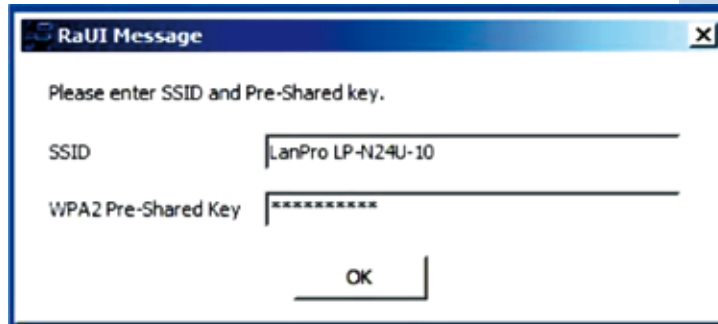 RaUI Message
Please enter SSID and Pre-Shared key.
SSID LanPro LP-N24U-10
WPA2 Pre-Shared Key **********
OK